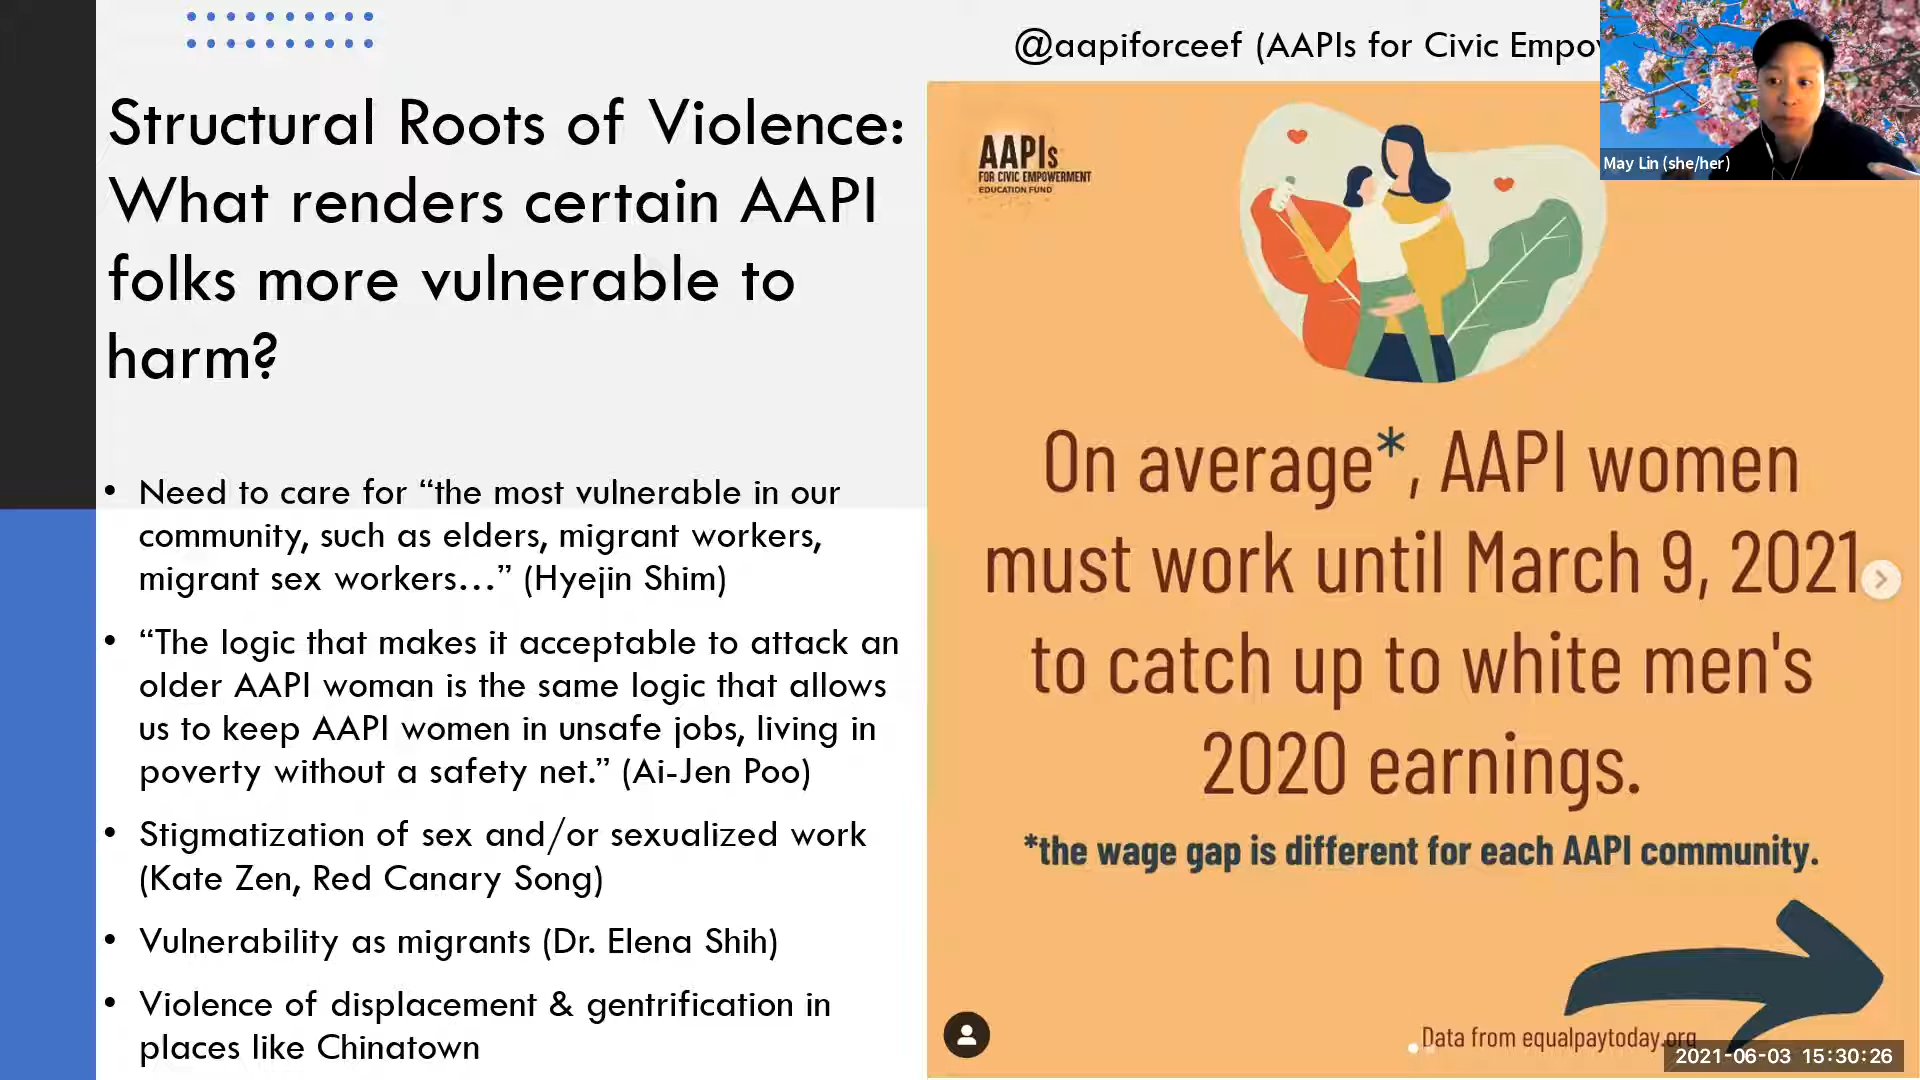 @aapiforceef (AAPIs for Civic
Structural Roots of Violence:
What renders certain AAPI
folks more vulnerable to
harm?
• Need to care for “the most vulnerable in our
community, such as elders, migrant workers,
migrant sex workers…” (Hyejin Shim)
• “The logic that makes it acceptable to attack an
older AAPI woman is the same logic that allows
us to keep AAPI women in unsafe jobs, living in
poverty without a safety net.” (Ai-Jen Poo)
• Stigmatization of sex and/or sexualized work
(Kate Zen, Red Canary Song)
• Vulnerability as migrants (Dr. Elena Shih)
• Violence of displacement & gentrification in
places like Chinatown
AAPIs
FOR CIVIC EMPOWERMENT
EDUCATION FUND
On average*, AAPI women
must work until March 9, 2021
to catch up to white men's
2020 earnings.
*the wage gap is different for each AAPI community.
Data from equalpaytoday.org
May Lin (she/her)
2021-06-03 15:30:26